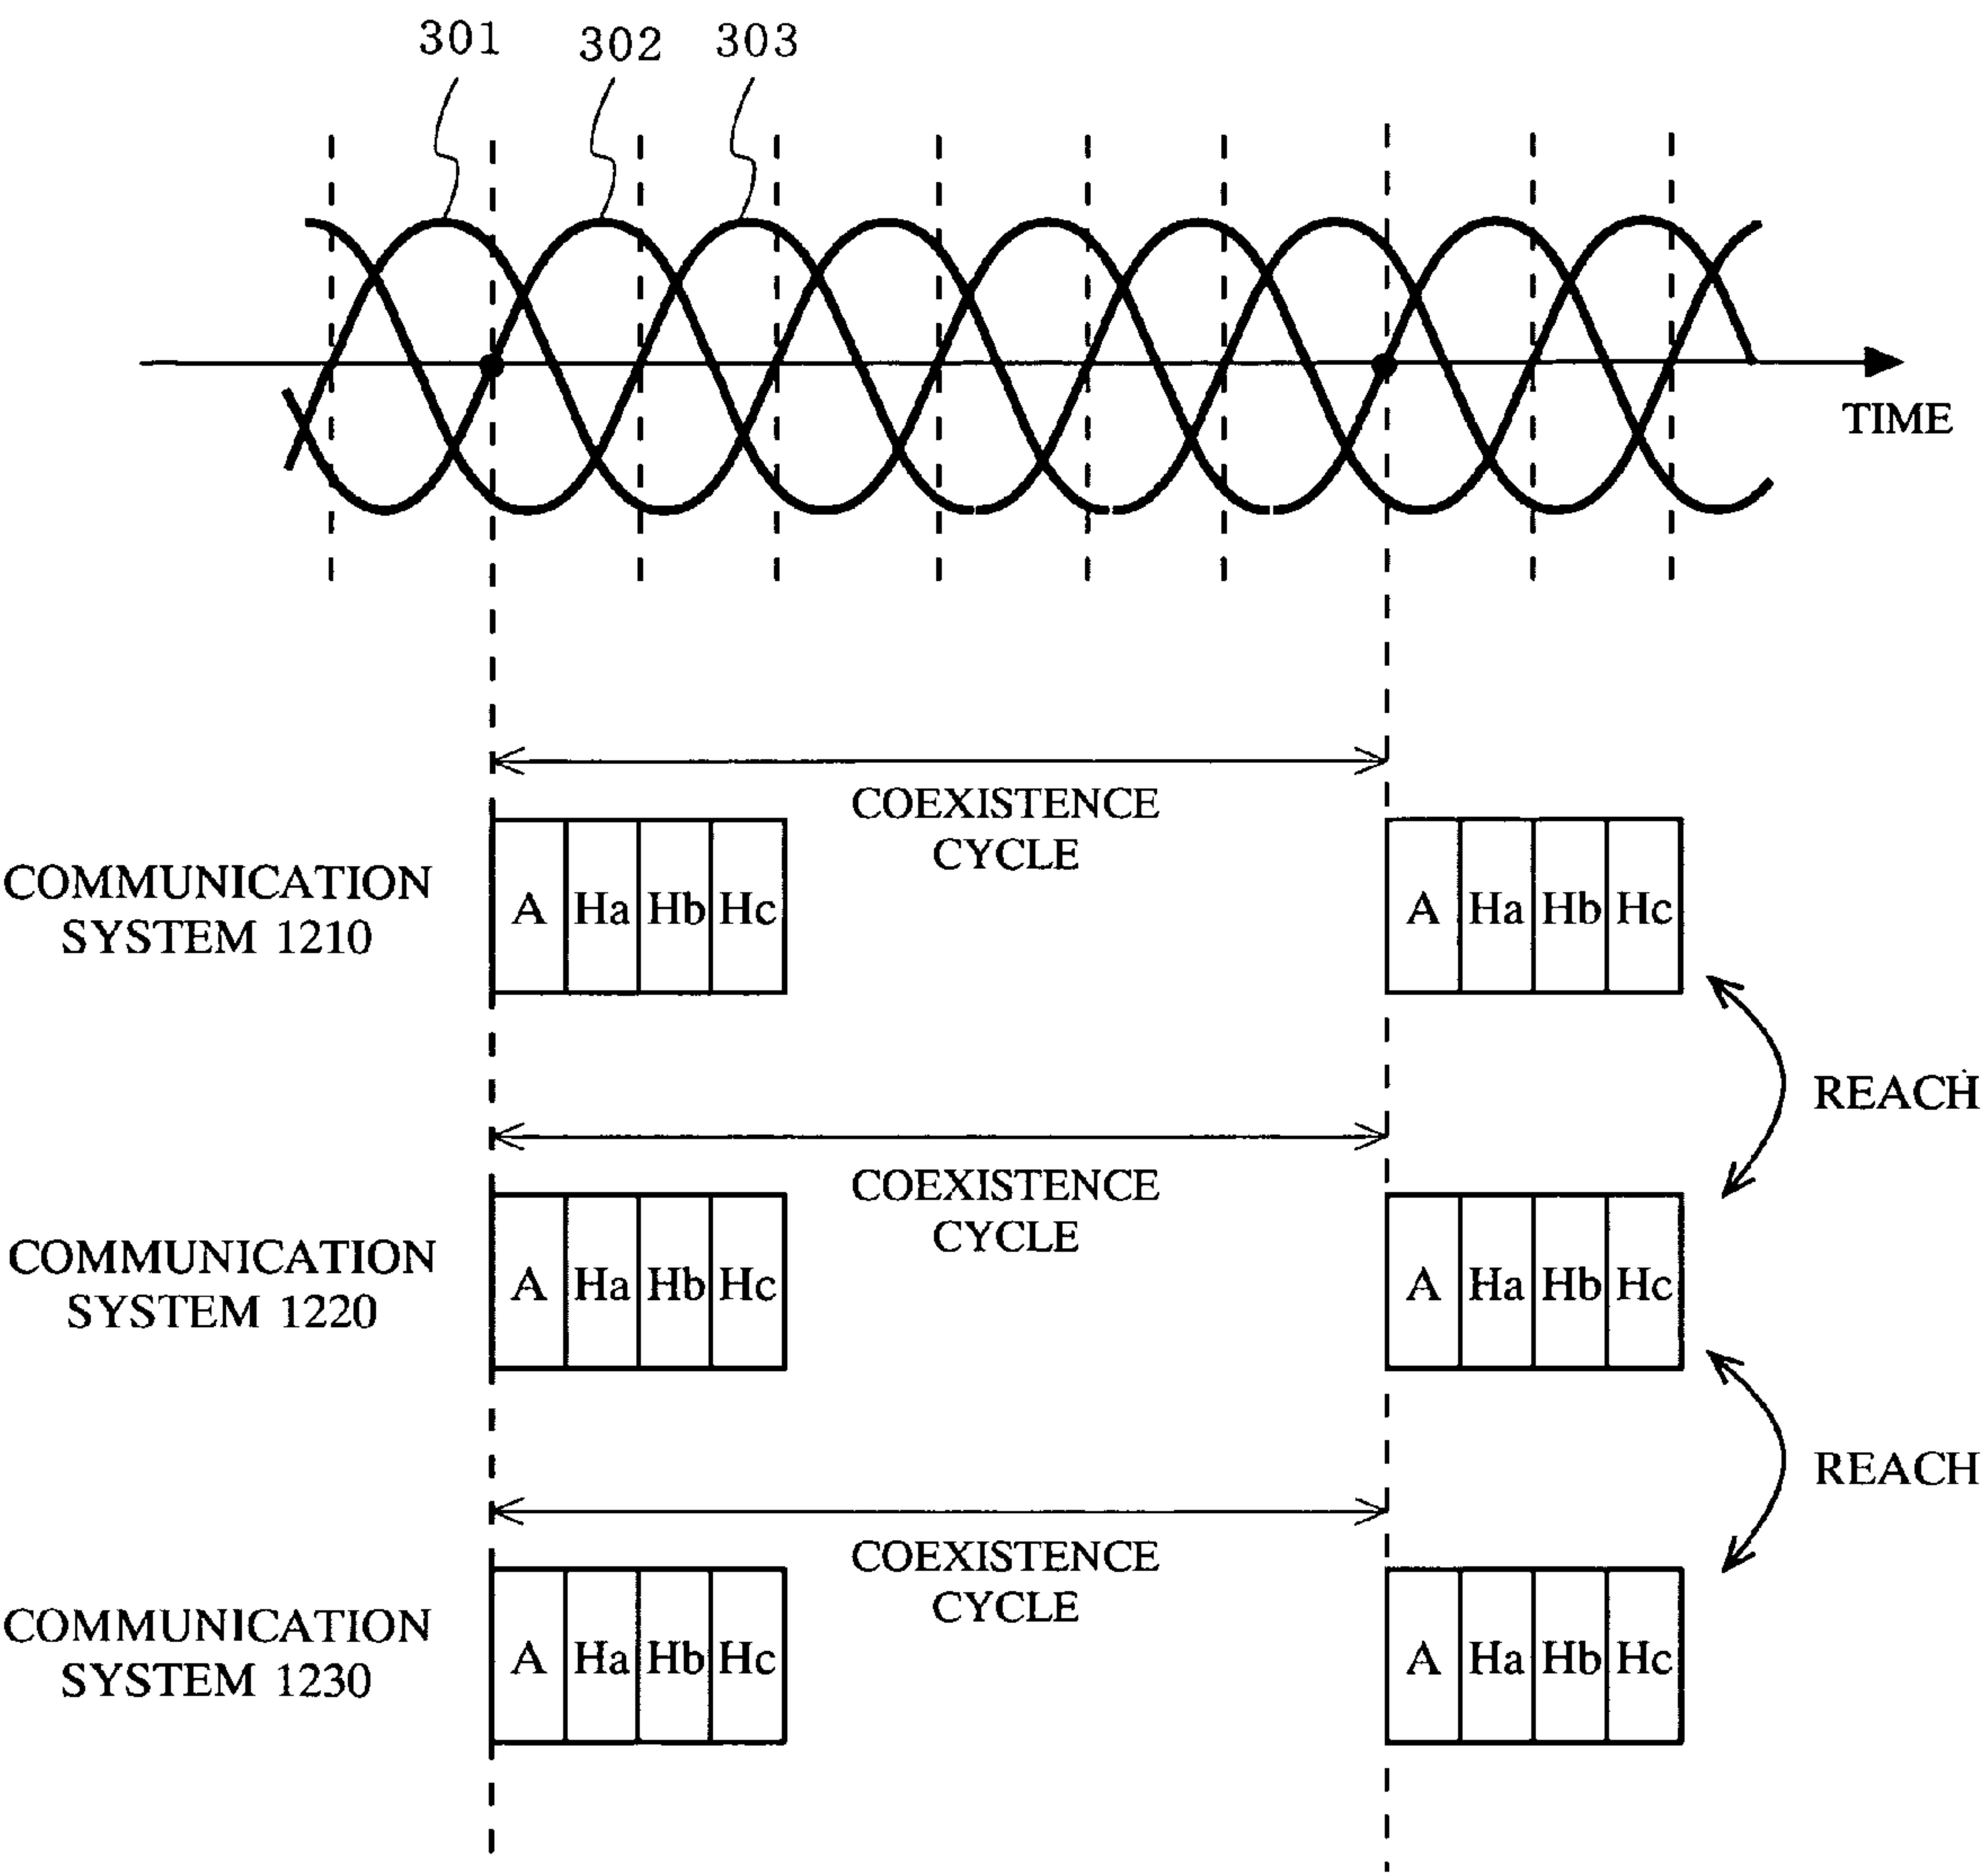 301
302
303
TIME
COEXISTENCE
CYCLE
COMMUNICATION
SYSTEM 1210
A Ha Hb Hc
A Ha Hb Hc
REACH
COEXISTENCE
CYCLE
COMMUNICATION
SYSTEM 1220
A Ha Hb Hc
A Ha Hb Hc
REACH
COEXISTENCE
CYCLE
COMMUNICATION
SYSTEM 1230
A Ha Hb Hc
A Ha Hb Hc